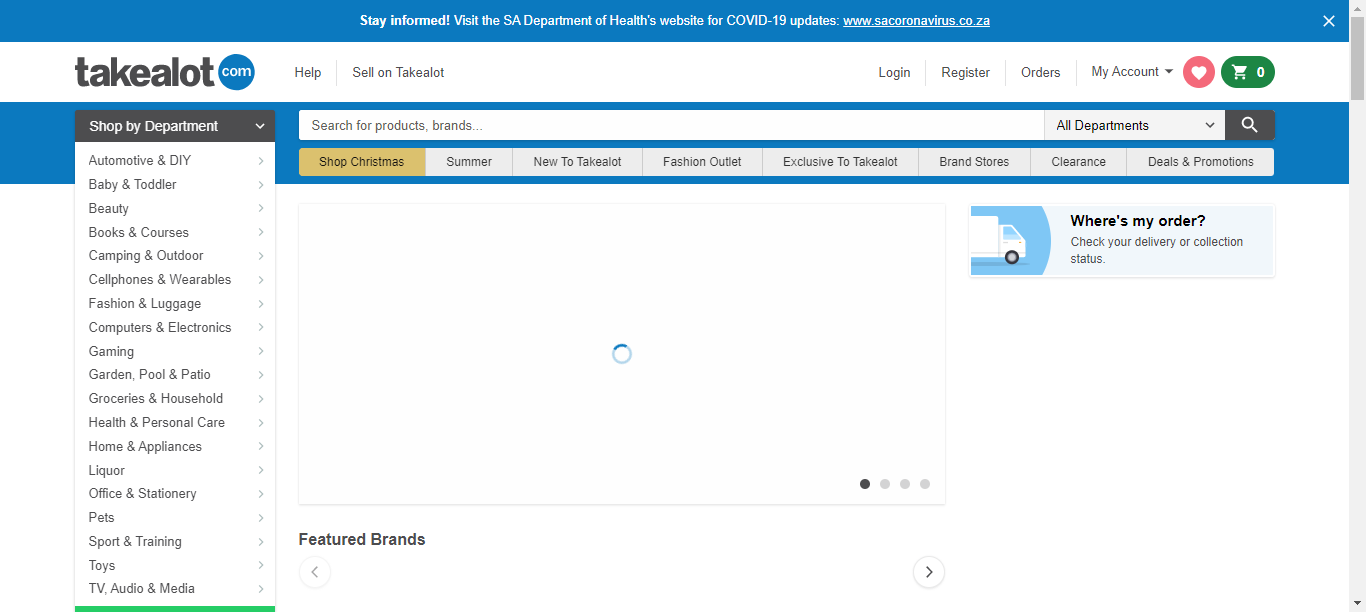 Stay informed! Visit the SA Department of Health's website for COVID-19 updates: www.sacoronavirus.co.za
takealot com
Help
Sell on Takealot
Login
Register
Orders
My Account
0
Shop by Department
Search for products, brands...
All Departments
Shop Christmas
Summer
New To Takealot
Fashion Outlet
Exclusive To Takealot
Brand Stores
Clearance
Deals & Promotions
Automotive & DIY
Baby & Toddler
Beauty
Books & Courses
Camping & Outdoor
Cellphones & Wearables
Fashion & Luggage
Computers & Electronics
Gaming
Garden, Pool & Patio
Groceries & Household
Health & Personal Care
Home & Appliances
Liquor
Office & Stationery
Pets
Sport & Training
Toys
TV, Audio & Media
Where's my order?
Check your delivery or collection
status.
Featured Brands